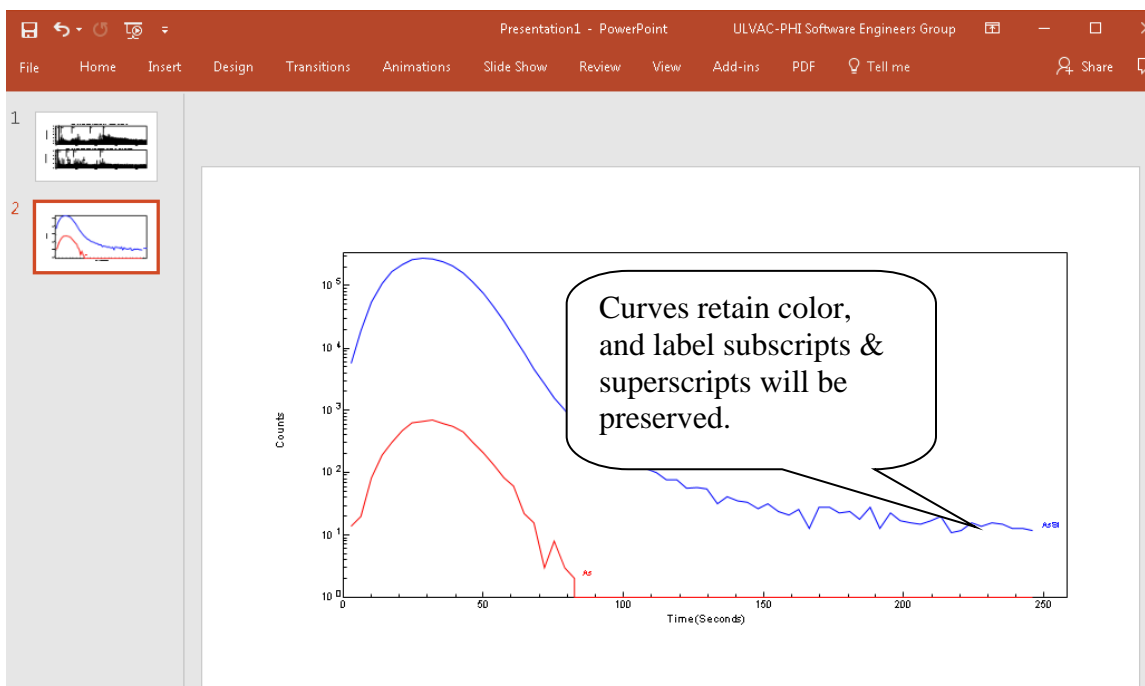 Presentation1 - PowerPoint
ULVAC-PHI Software Engineers Group
File Home Insert Design Transitions Animations Slide Show Review View Add-ins PDF Tell me Share
1
2
Curves retain color,
and label subscripts &
superscripts will be
preserved.
Counts
10 5
10 4
10 3
10 2
10 1
10 0
As
AsSi
0 50 100 150 200 250
Time(Seconds)